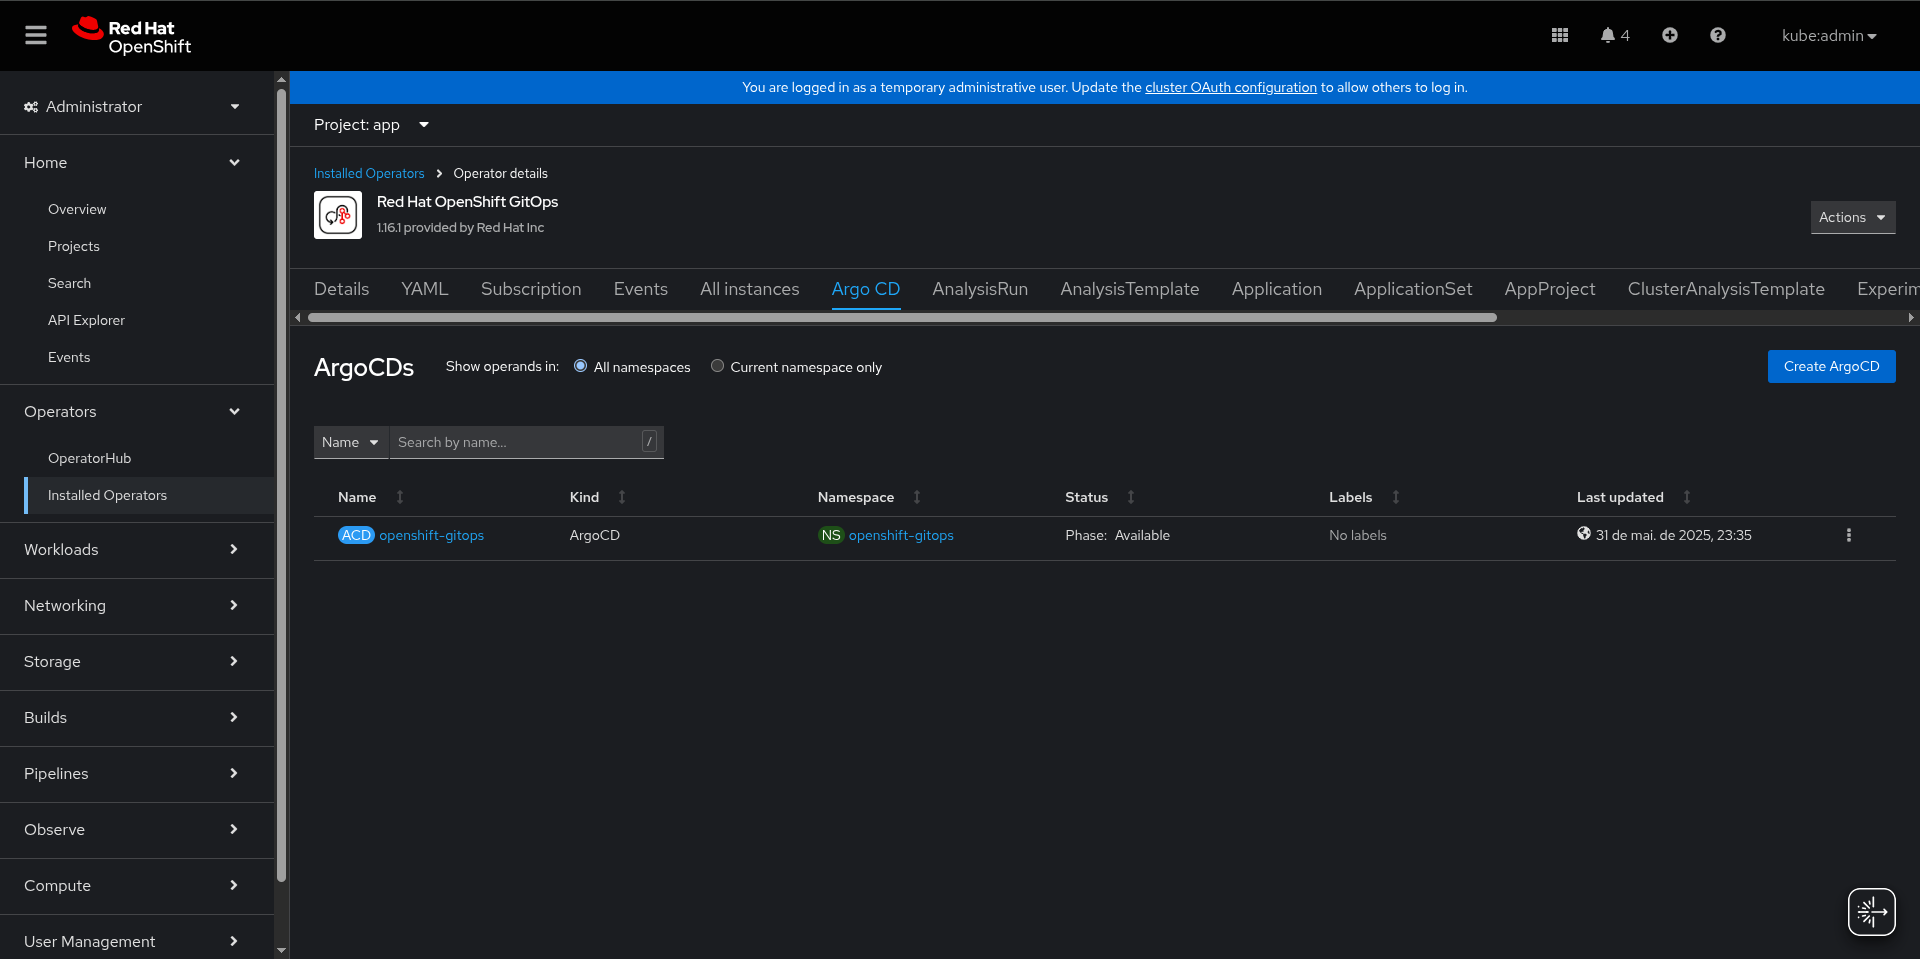 Red Hat
OpenShift
4
kube:admin
Administrator
Home
Overview
Projects
Search
API Explorer
Events
Operators
OperatorHub
Installed Operators
Workloads
Networking
Storage
Builds
Pipelines
Observe
Compute
User Management
You are logged in as a temporary administrative user. Update the cluster OAuth configuration to allow others to log in.
Project: app
Installed Operators Operator details
Red Hat OpenShift GitOps
1.16.1 provided by Red Hat Inc
Actions
Details YAML Subscription Events All instances Argo CD AnalysisRun AnalysisTemplate Application ApplicationSet AppProject ClusterAnalysisTemplate Experim
ArgoCDs Show operands in: All namespaces Current namespace only Create ArgoCD
Name Search by name... /
Name Kind Namespace Status Labels Last updated
ACD openshift-gitops ArgoCD NS openshift-gitops Phase: Available No labels 31 de mai. de 2025, 23:35